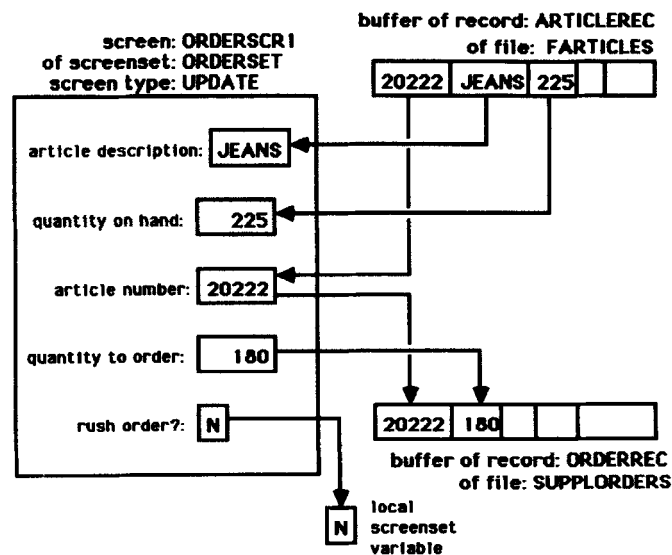 buffer of record: ARTICLEREC
of file: FARTICLES
screen: ORDERSCR1
of screenset: ORDERSET
screen type: UPDATE
20222 JEANS 225
article description: JEANS
quantity on hand: 225
article number: 20222
quantity to order: 180
rush order?: N
20222 180
buffer of record: ORDERREC
of file: SUPPLORDERS
N
local
screenset
variable